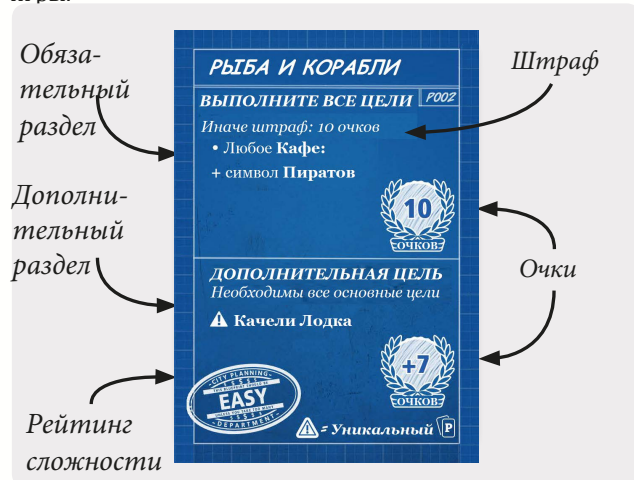 Обяза-
тельный
раздел
Дополни-
тельный
раздел
Рейтинг
сложности
РЫБА И КОРАБЛИ
ВЫПОЛНИТЕ ВСЕ ЦЕЛИ P002
Иначе штраф: 10 очков
• Любое Кафе:
+ символ Пиратов
10
ОЧКОВ
ДОПОЛНИТЕЛЬНАЯ ЦЕЛЬ
Необходимы все основные цели
Качели Лодка
+7
ОЧКОВ
CITY PLANNING
EASY
DEPARTMENT
= Уникальный P
Штраф
Очки